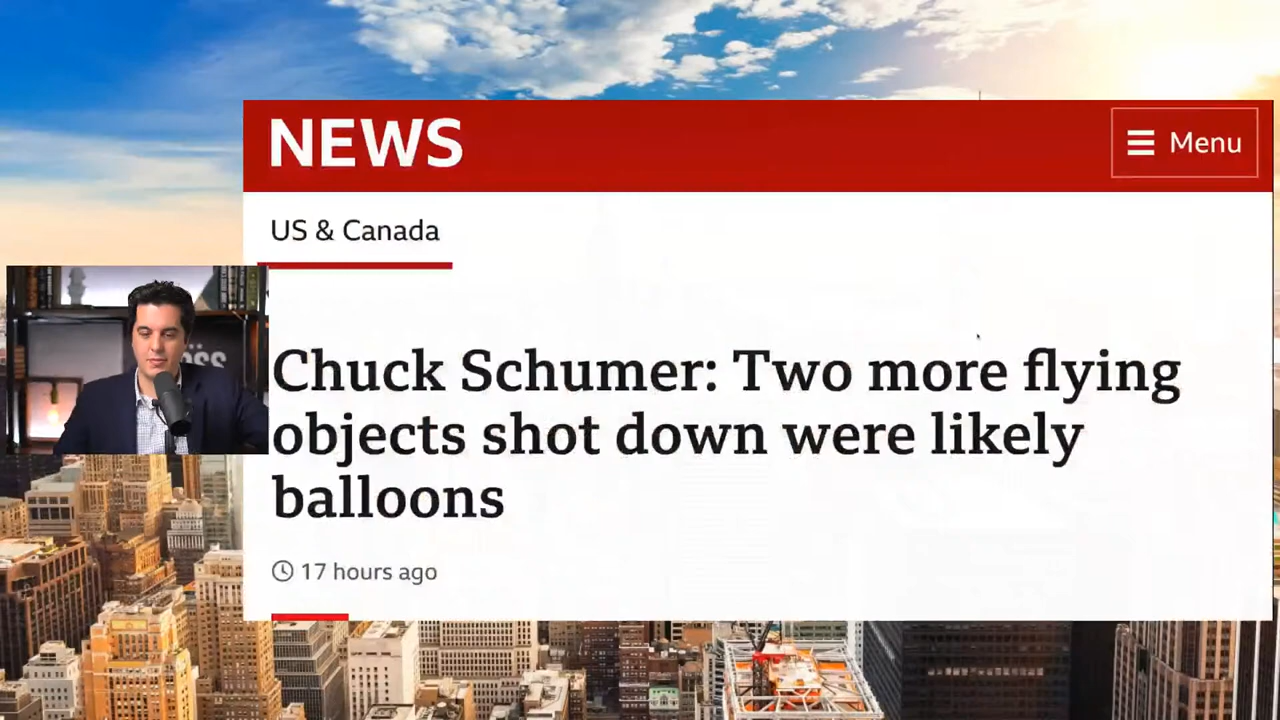 NEWS
Menu
US & Canada
Chuck Schumer: Two more flying
objects shot down were likely
balloons
17 hours ago